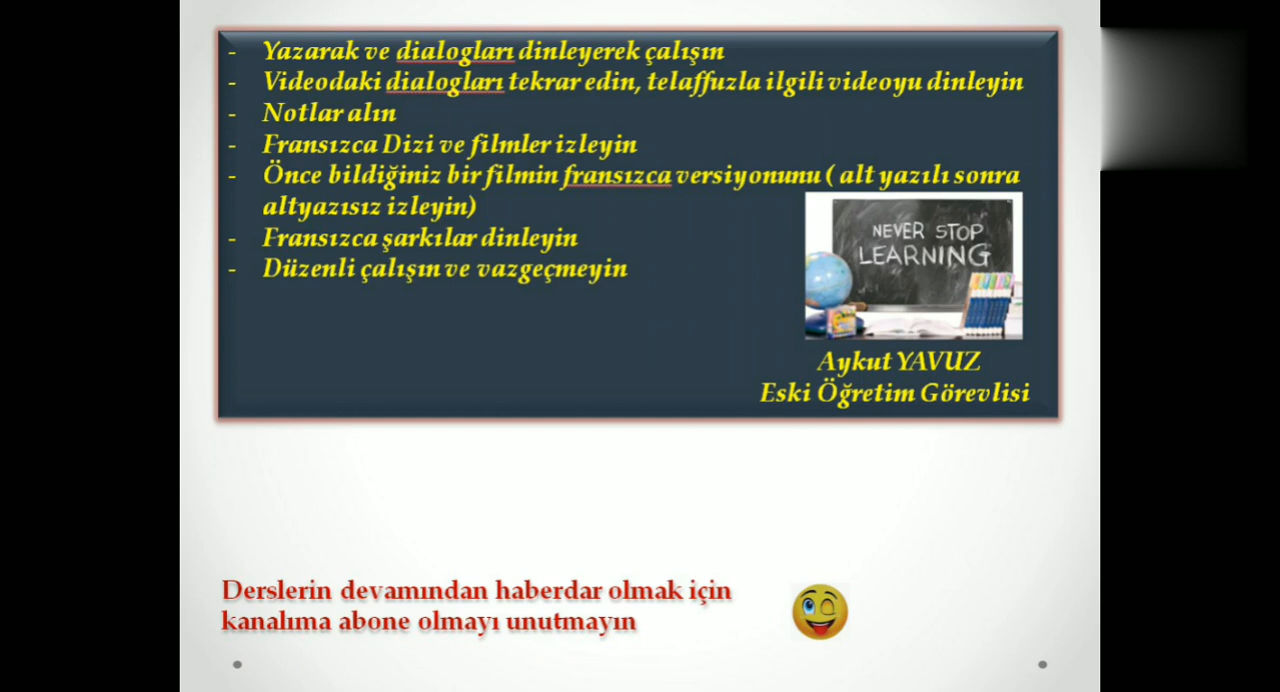 - Yazarak ve dialogları dinleyerek çalışın
- Videodaki dialogları tekrar edin, telaffuzla ilgili videoyu dinleyin
- Notlar alın
- Fransızca Dizi ve filmler izleyin
- Önce bildiğiniz bir filmin fransızca versiyonunu ( alt yazılı sonra
altyazısız izleyin)
- Fransızca şarkılar dinleyin
- Düzenli çalışın ve vazgeçmeyin
NEVER STOP
LEARNING
Aykut YAVUZ
Eski Öğretim Görevlisi
Derslerin devamından haberdar olmak için
kanalıma abone olmayı unutmayın